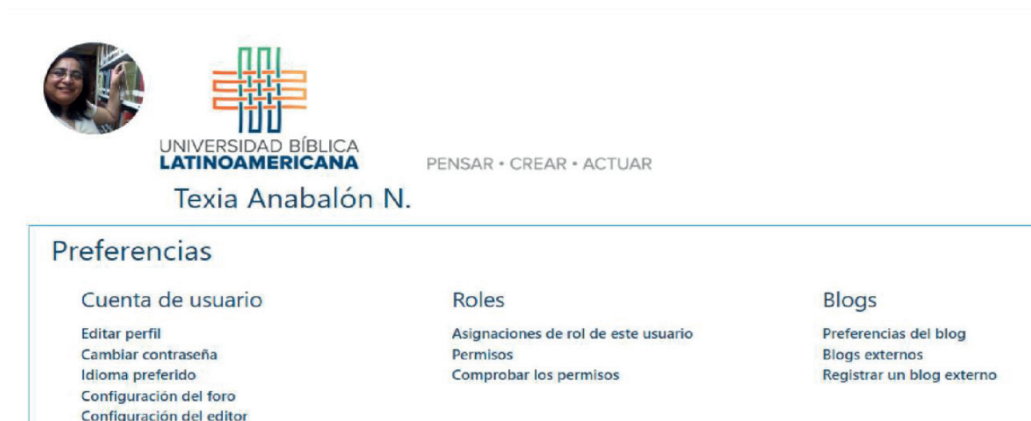 UNIVERSIDAD BÍBLICA
LATINOAMERICANA
PENSAR • CREAR • ACTUAR
Texia Anabalón N.
Preferencias
Cuenta de usuario
Editar perfil
Cambiar contraseña
Idioma preferido
Configuración del foro
Configuración del editor
Roles
Asignaciones de rol de este usuario
Permisos
Comprobar los permisos
Blogs
Preferencias del blog
Blogs externos
Registrar un blog externo